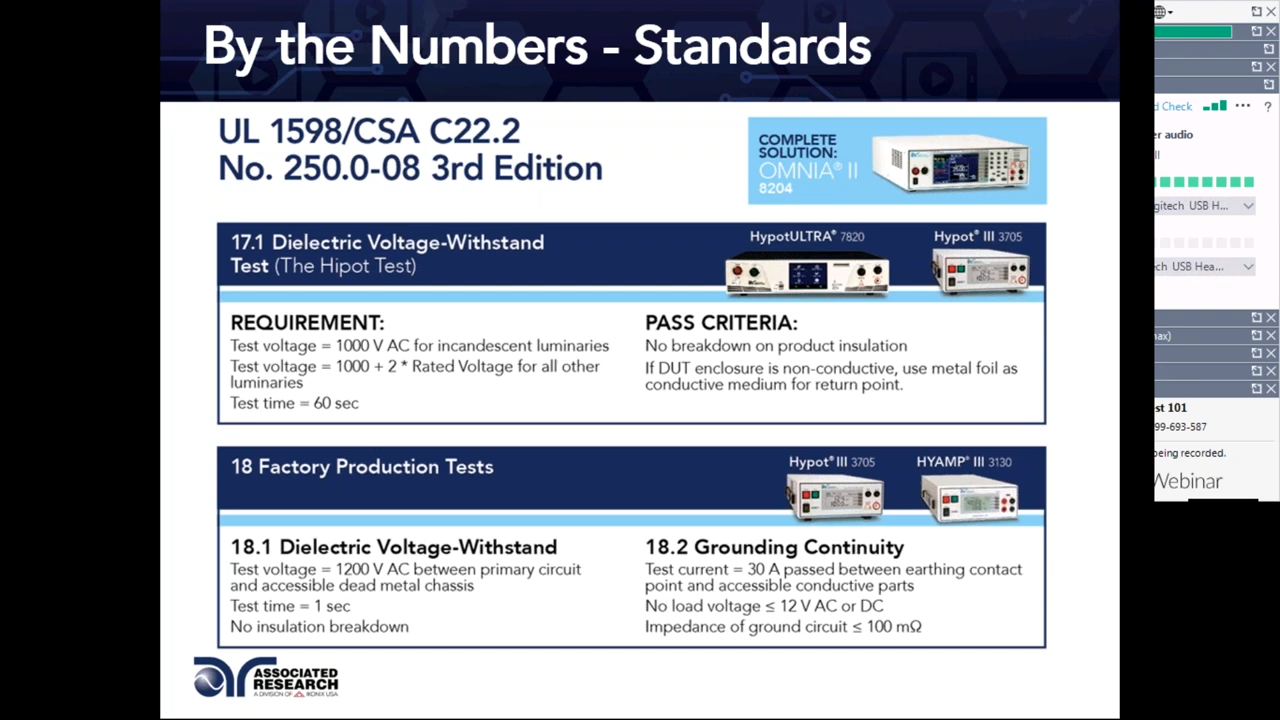 By the Numbers - Standards
UL 1598/CSA C22.2
No. 250.0-08 3rd Edition
COMPLETE
SOLUTION:
OMNIA® II
8204
17.1 Dielectric Voltage-Withstand
Test (The Hipot Test)
HypotULTRA® 7820
Hypot® III 3705
REQUIREMENT:
Test voltage = 1000 V AC for incandescent luminaries
Test voltage = 1000 + 2 * Rated Voltage for all other
luminaries
Test time = 60 sec
PASS CRITERIA:
No breakdown on product insulation
If DUT enclosure is non-conductive, use metal foil as
conductive medium for return point.
18 Factory Production Tests
Hypot® III 3705
HYAMP® III 3130
18.1 Dielectric Voltage-Withstand
Test voltage = 1200 V AC between primary circuit
and accessible dead metal chassis
Test time = 1 sec
No insulation breakdown
18.2 Grounding Continuity
Test current = 30 A passed between earthing contact
point and accessible conductive parts
No load voltage ≤ 12 V AC or DC
Impedance of ground circuit ≤ 100 mΩ
ASSOCIATED
RESEARCH
A DIVISION OF IKONIX USA
d Check
?
er audio
gitech USB H...
ch USB Hea...
ax)
st 101
99-693-587
being recorded.
Webinar